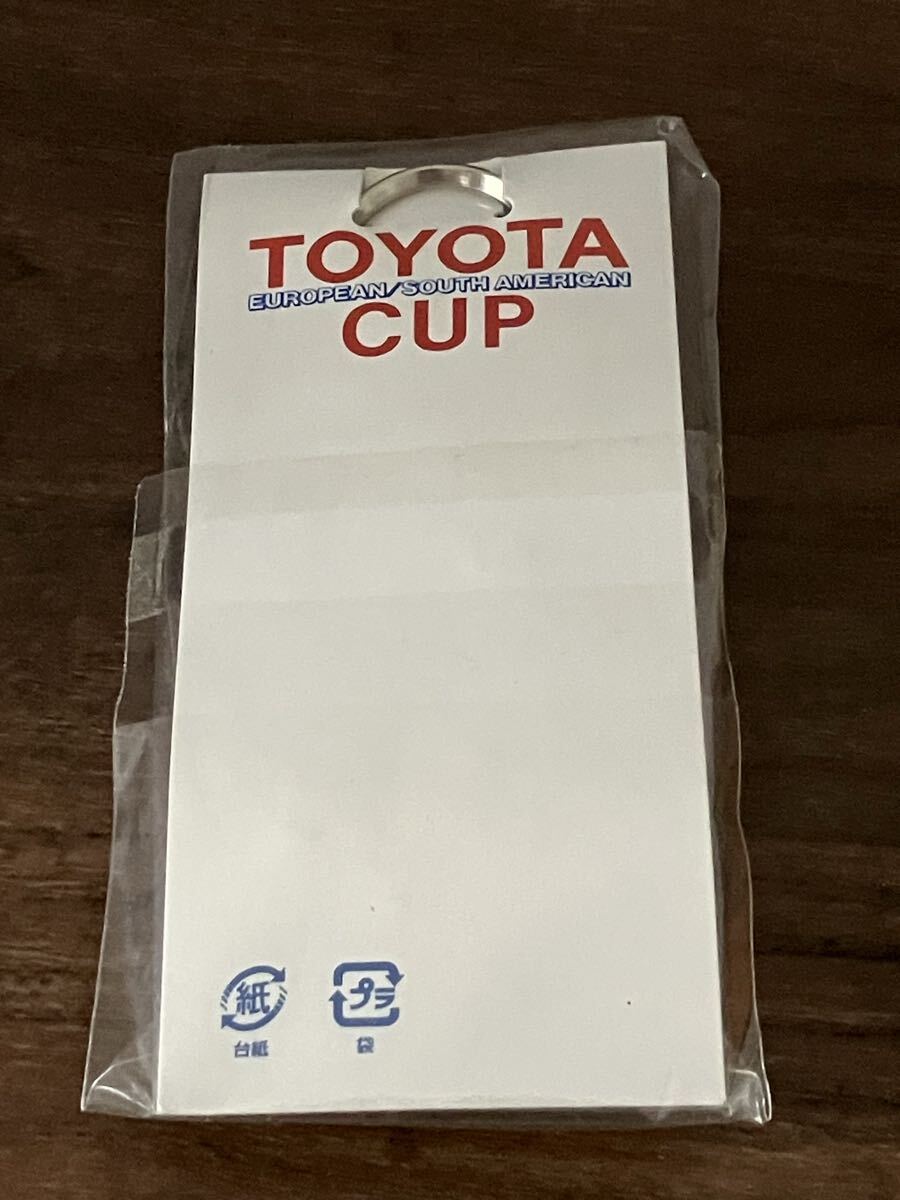 TOYOTA
EUROPEAN/SOUTH AMERICAN
CUP
紙 プラ
台紙 袋